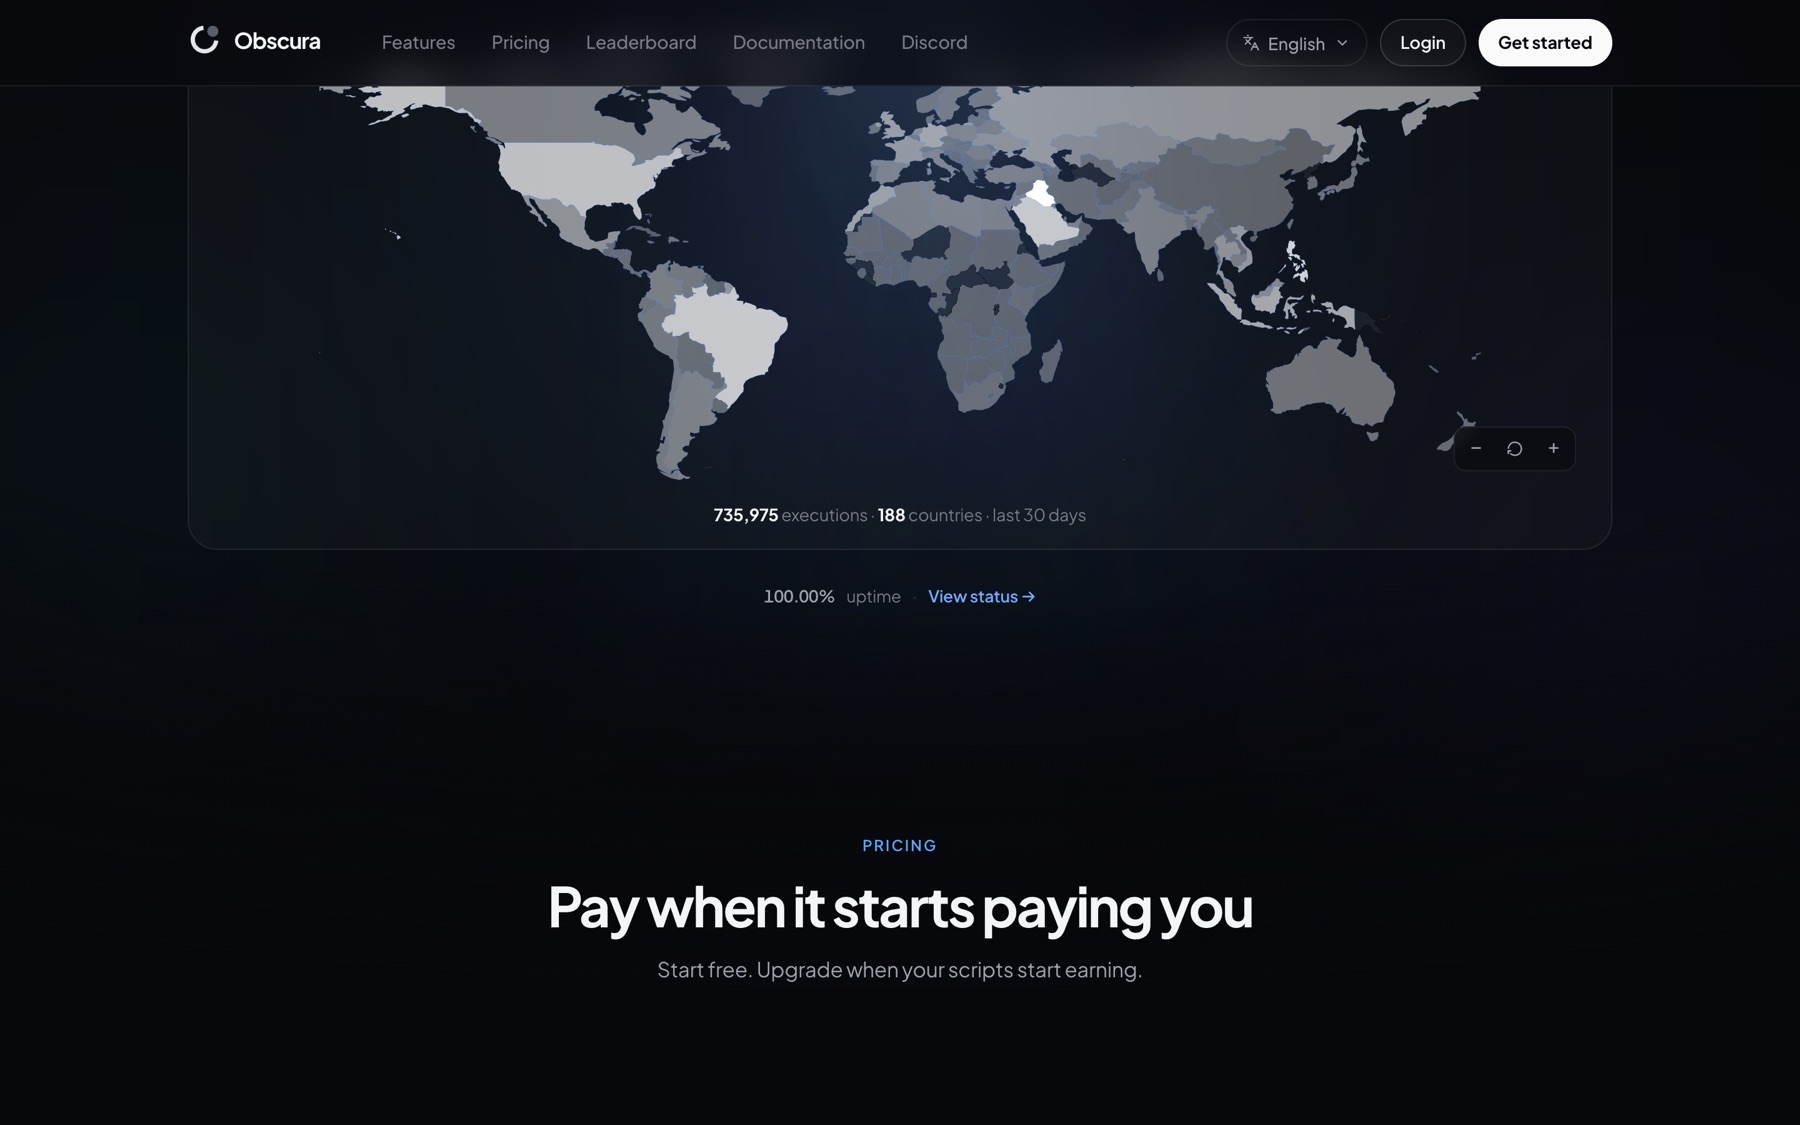 Obscura
Features
Pricing
Leaderboard
Documentation
Discord
English
Login
Get started
735,975 executions · 188 countries · last 30 days
100.00% uptime · View status →
PRICING
Pay when it starts paying you
Start free. Upgrade when your scripts start earning.